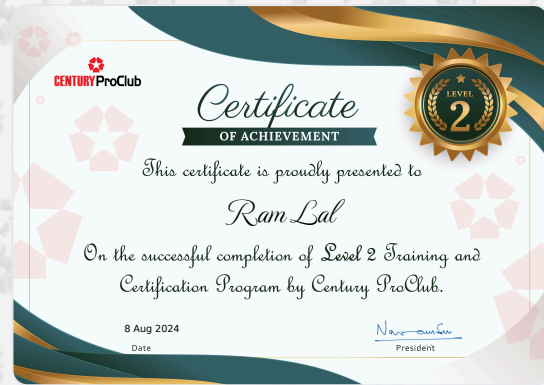 CENTURY ProClub
Certificate
OF ACHIEVEMENT
LEVEL
2
This certificate is proudly presented to
Ram Lal
On the successful completion of Level 2 Training and
Certification Program by Century ProClub.
8 Aug 2024
Date
President